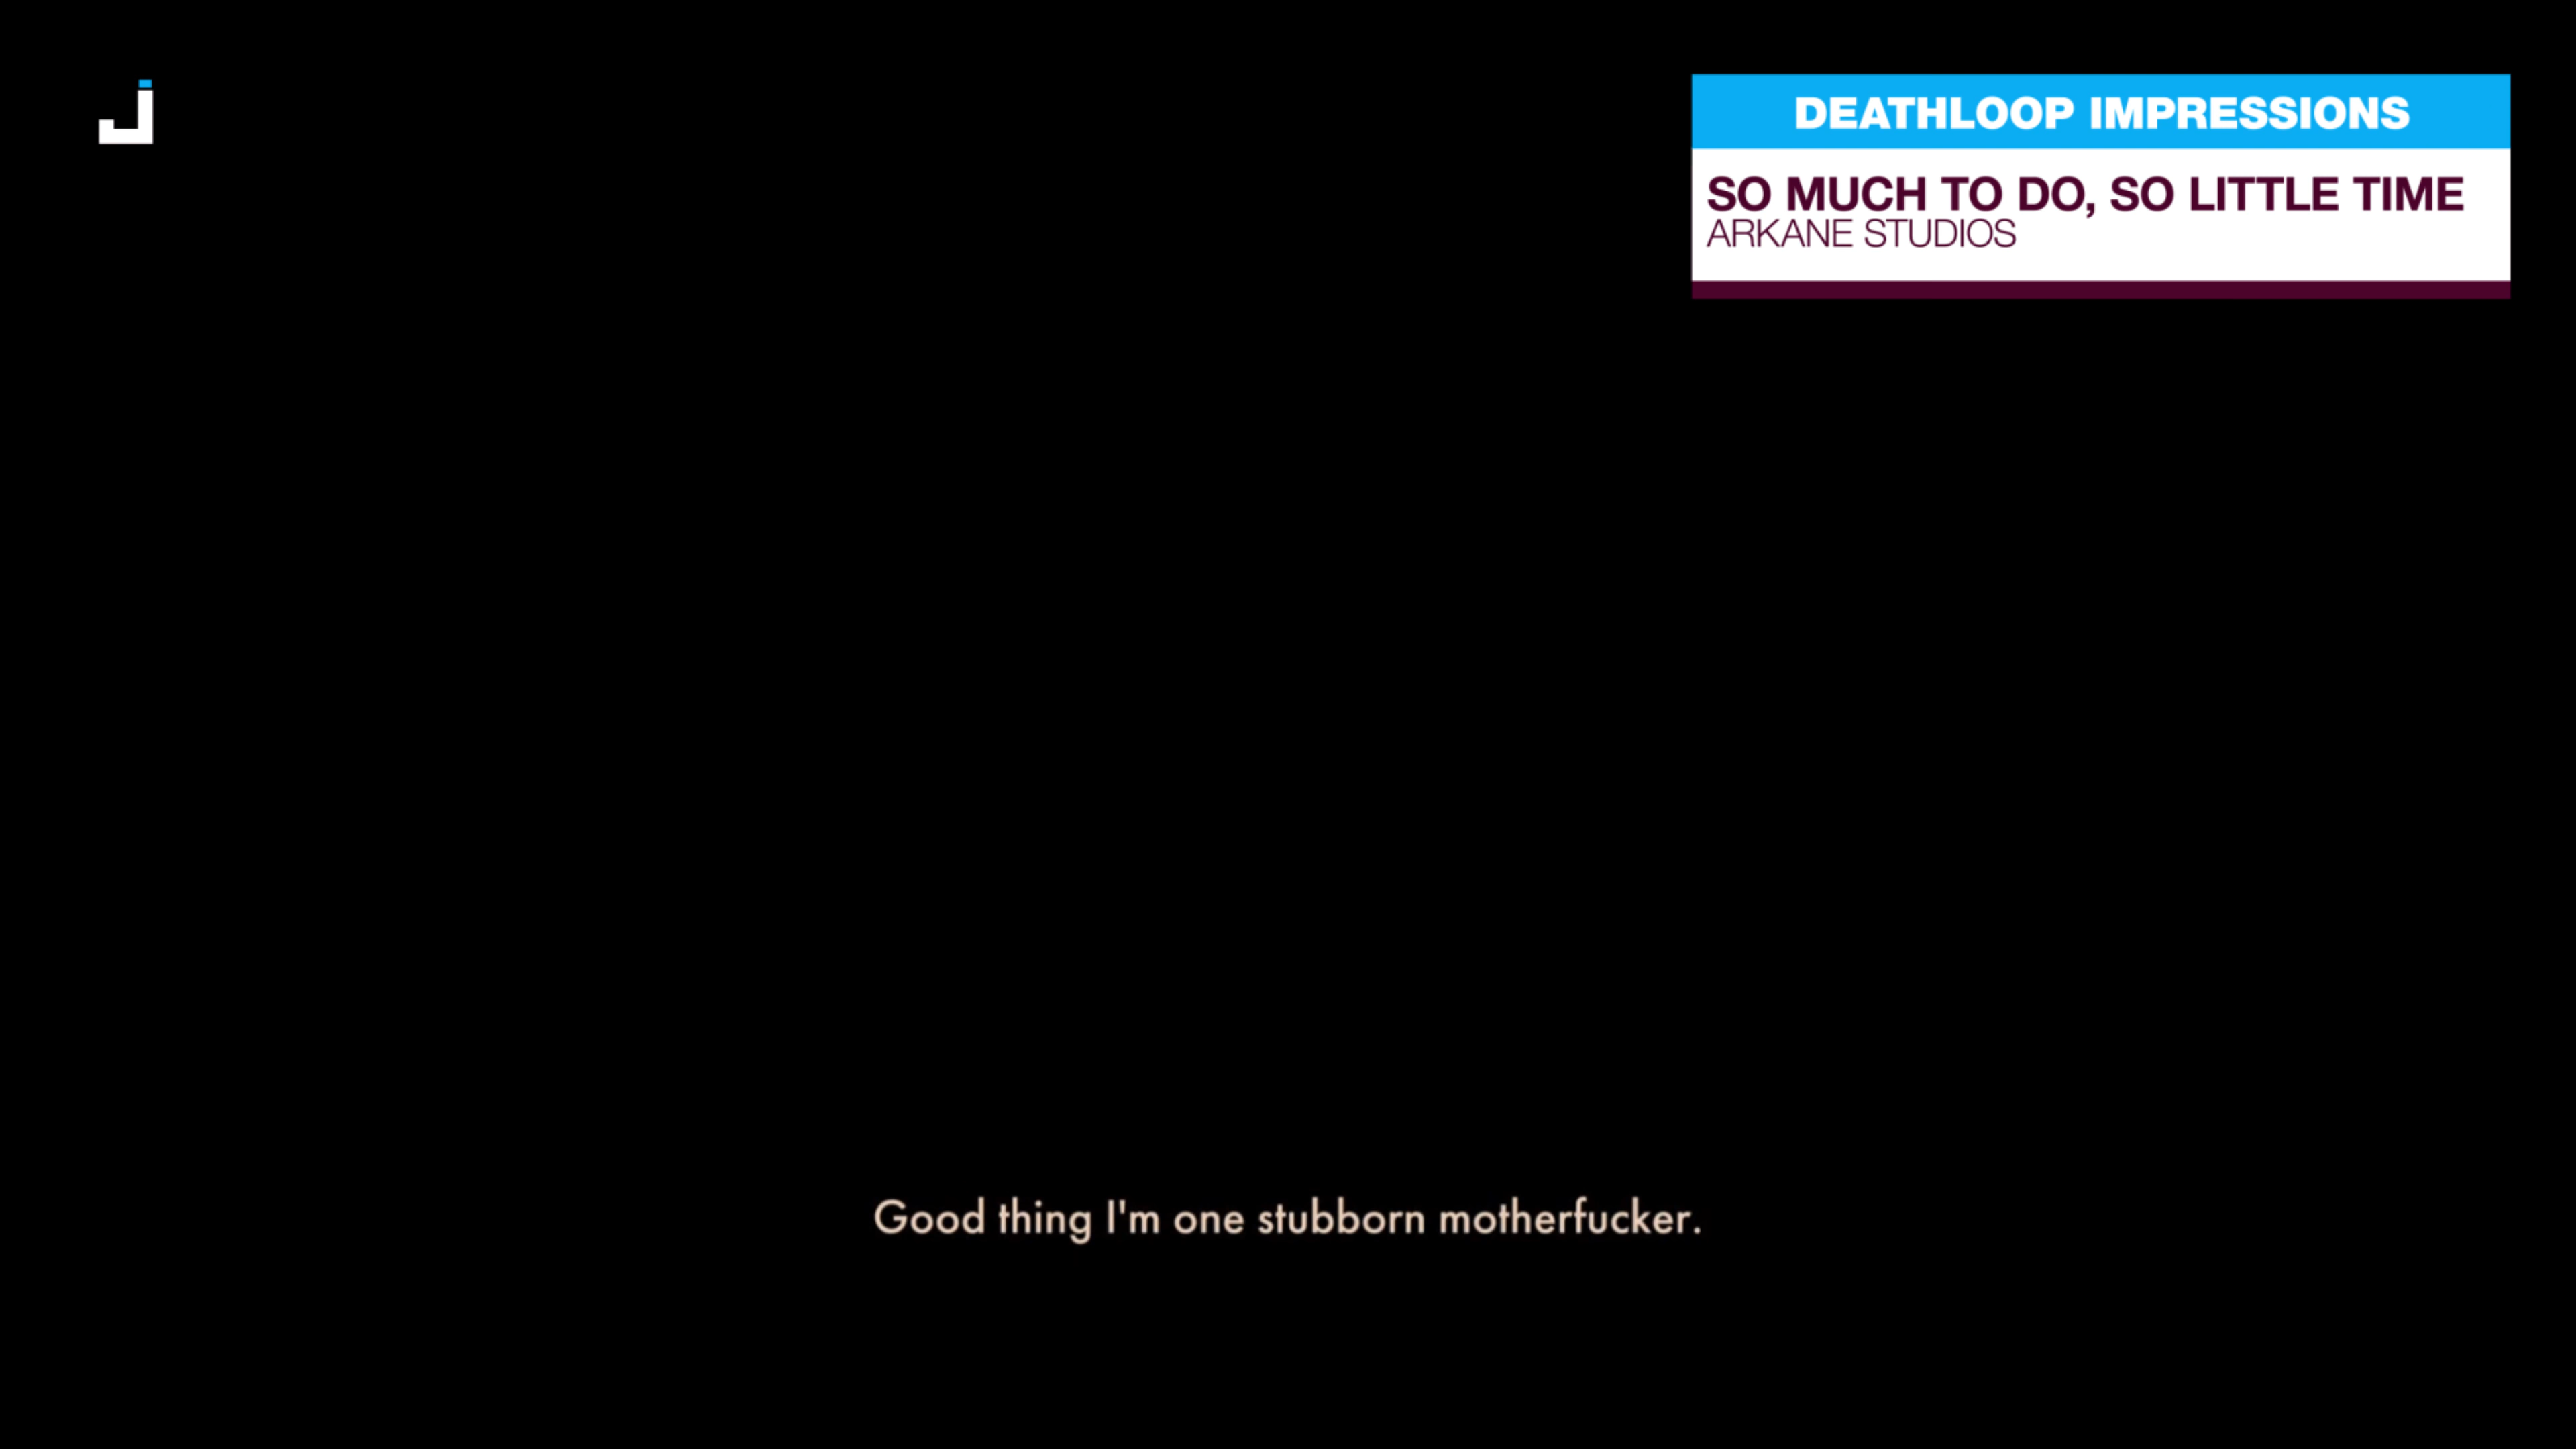 DEATHLOOP IMPRESSIONS
SO MUCH TO DO, SO LITTLE TIME
ARKANE STUDIOS
Good thing I'm one stubborn motherfucker.